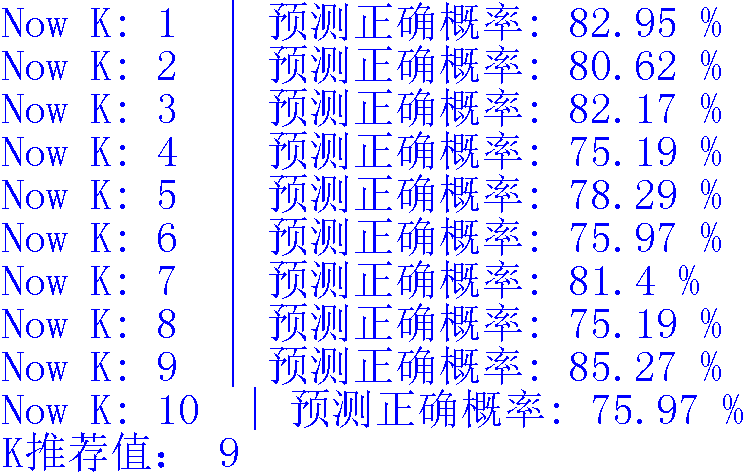 Now K: 1 | 预测正确概率: 82.95 %
Now K: 2 | 预测正确概率: 80.62 %
Now K: 3 | 预测正确概率: 82.17 %
Now K: 4 | 预测正确概率: 75.19 %
Now K: 5 | 预测正确概率: 78.29 %
Now K: 6 | 预测正确概率: 75.97 %
Now K: 7 | 预测正确概率: 81.4 %
Now K: 8 | 预测正确概率: 75.19 %
Now K: 9 | 预测正确概率: 85.27 %
Now K: 10 | 预测正确概率: 75.97 %
K推荐值: 9